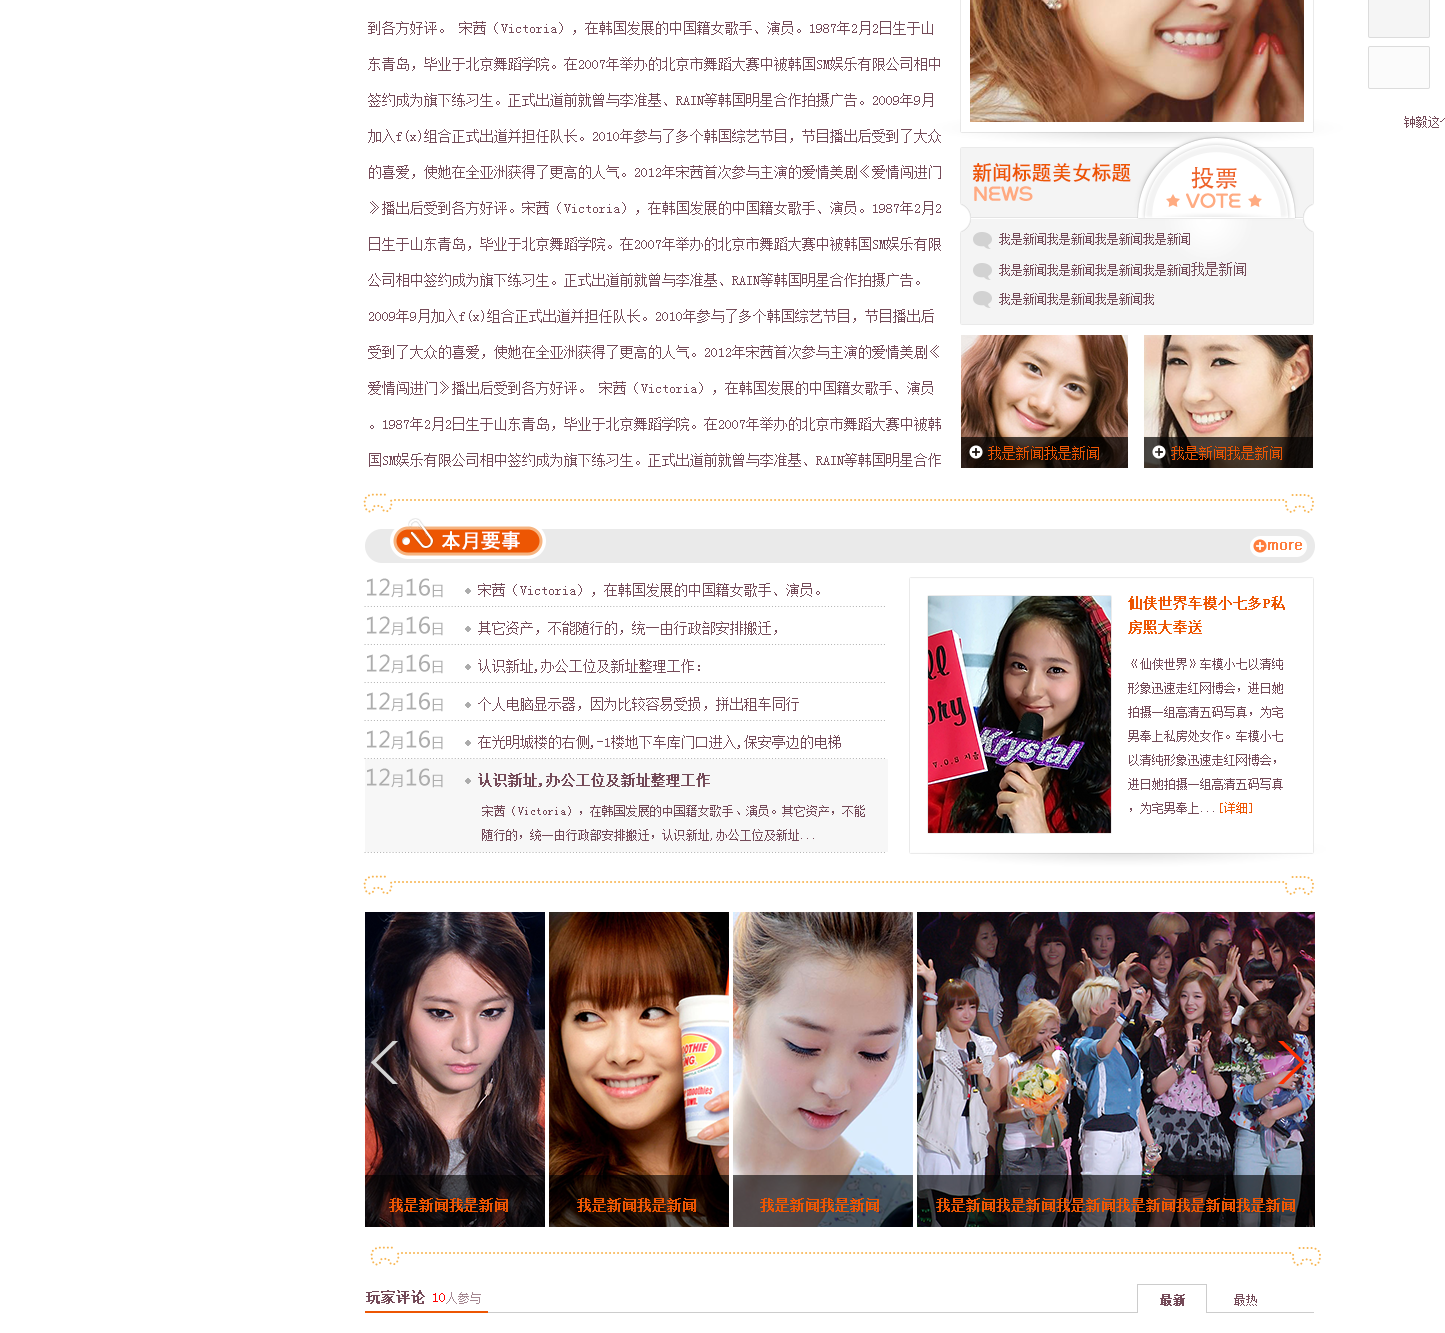 到各方好评。 宋茜（Victoria），在韩国发展的中国籍女歌手、演员。1987年2月2日生于山
东青岛，毕业于北京舞蹈学院。在2007年举办的北京市舞蹈大赛中被韩国SM娱乐有限公司相中
签约成为旗下练习生。正式出道前就曾与李准基、RAIN等韩国明星合作拍摄广告。2009年9月
加入f(x)组合正式出道并担任队长。2010年参与了多个韩国综艺节目，节目播出后受到了大众
的喜爱，使她在全亚洲获得了更高的人气。2012年宋茜首次参与主演的爱情美剧《爱情闯进门
》播出后受到各方好评。宋茜（Victoria），在韩国发展的中国籍女歌手、演员。1987年2月2
日生于山东青岛，毕业于北京舞蹈学院。在2007年举办的北京市舞蹈大赛中被韩国SM娱乐有限
公司相中签约成为旗下练习生。正式出道前就曾与李准基、RAIN等韩国明星合作拍摄广告。
2009年9月加入f(x)组合正式出道并担任队长。2010年参与了多个韩国综艺节目，节目播出后
受到了大众的喜爱，使她在全亚洲获得了更高的人气。2012年宋茜首次参与主演的爱情美剧《
爱情闯进门》播出后受到各方好评。 宋茜（Victoria），在韩国发展的中国籍女歌手、演员
。1987年2月2日生于山东青岛，毕业于北京舞蹈学院。在2007年举办的北京市舞蹈大赛中被韩
国SM娱乐有限公司相中签约成为旗下练习生。正式出道前就曾与李准基、RAIN等韩国明星合作
钟毅这个
新闻标题美女标题
NEWS
投票
VOTE
我是新闻我是新闻我是新闻我是新闻
我是新闻我是新闻我是新闻我是新闻我是新闻
我是新闻我是新闻我是新闻我
我是新闻我是新闻
我是新闻我是新闻
本月要事
more
12月16日 宋茜（Victoria），在韩国发展的中国籍女歌手、演员。
12月16日 其它资产，不能随行的，统一由行政部安排搬迁，
12月16日 认识新址,办公工位及新址整理工作：
12月16日 个人电脑显示器，因为比较容易受损，拼出租车同行
12月16日 在光明城楼的右侧,-1楼地下车库门口进入,保安亭边的电梯
12月16日 认识新址,办公工位及新址整理工作
宋茜（Victoria），在韩国发展的中国籍女歌手、演员。其它资产，不能
随行的，统一由行政部安排搬迁，认识新址,办公工位及新址...
Krystal
仙侠世界车模小七多P私
房照大奉送
《仙侠世界》车模小七以清纯
形象迅速走红网博会，进日她
拍摄一组高清五码写真，为宅
男奉上私房处女作。车模小七
以清纯形象迅速走红网博会，
进日她拍摄一组高清五码写真
，为宅男奉上...[详细]
我是新闻我是新闻
我是新闻我是新闻
我是新闻我是新闻
我是新闻我是新闻我是新闻我是新闻我是新闻我是新闻
玩家评论 10人参与
最新
最热